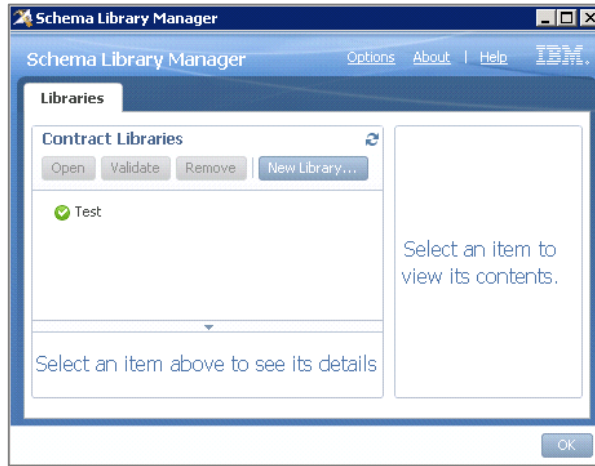 Schema Library Manager
Schema Library Manager
Options About | Help IBM.
Libraries
Contract Libraries
Open Validate Remove New Library...
Test
Select an item above to see its details
Select an item to
view its contents.
OK